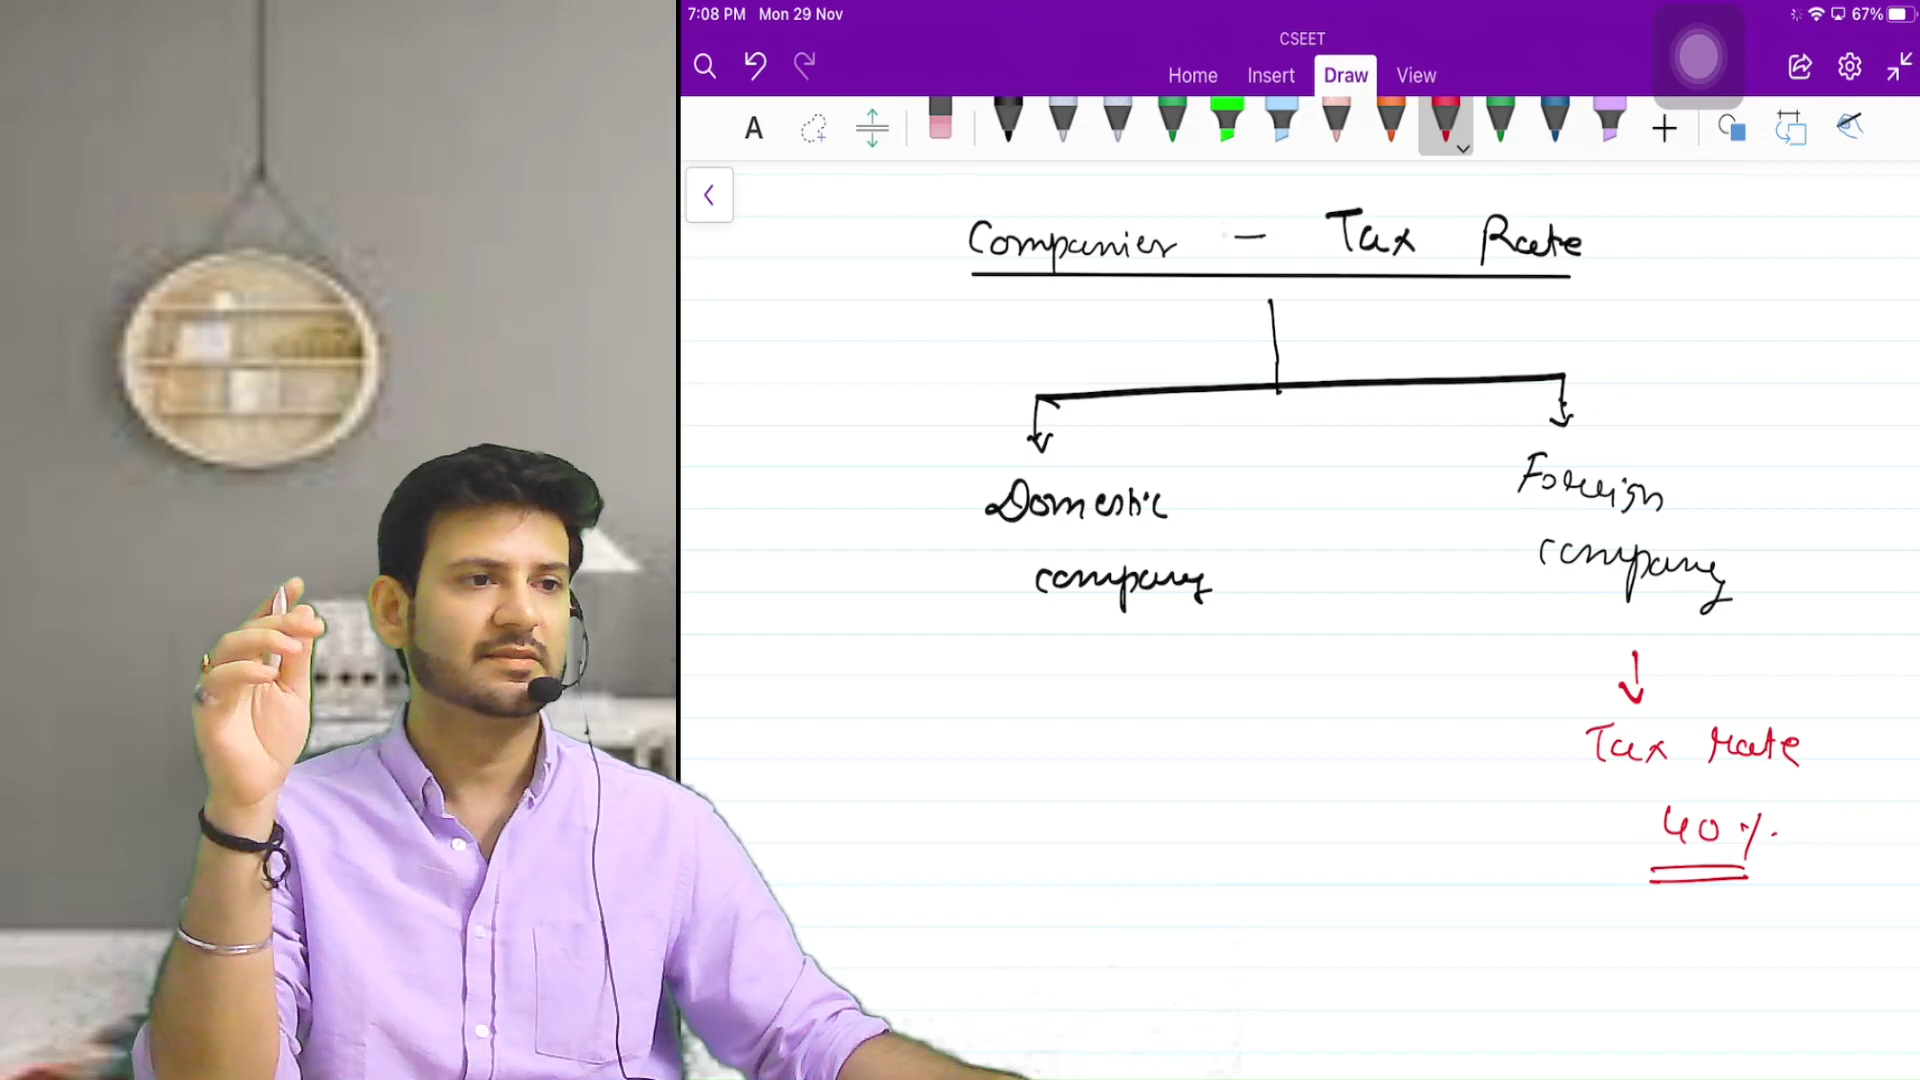 7:08 PM Mon 29 Nov
67%
CSEET
Home Insert Draw View
A
Companies - Tax Rate
Domestic
company
Foreign
company
Tax Rate
40%